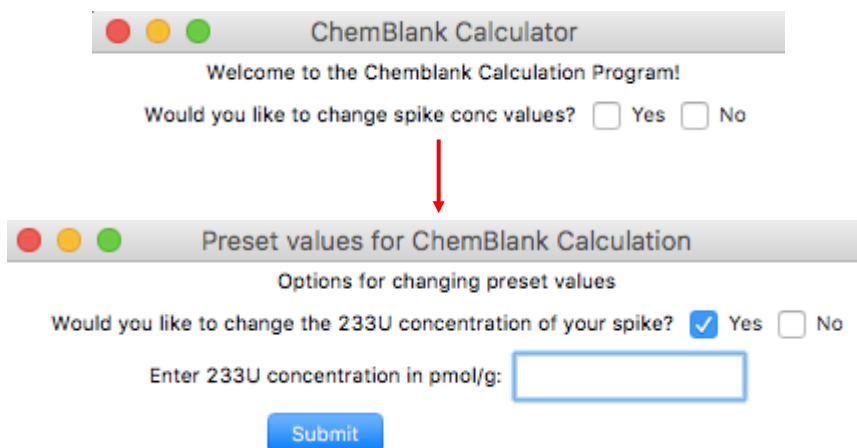 ChemBlank Calculator
Welcome to the Chemblank Calculation Program!
Would you like to change spike conc values? Yes No
Preset values for ChemBlank Calculation
Options for changing preset values
Would you like to change the 233U concentration of your spike? Yes No
Enter 233U concentration in pmol/g:
Submit